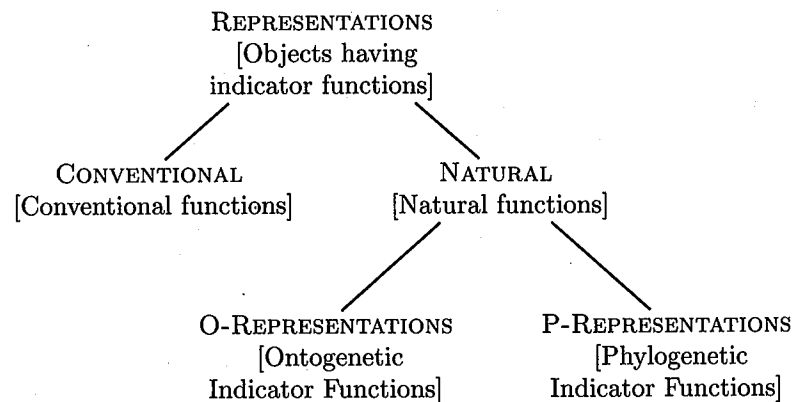 REPRESENTATIONS
[Objects having
indicator functions]
CONVENTIONAL
[Conventional functions]
NATURAL
[Natural functions]
O-REPRESENTATIONS
[Ontogenetic
Indicator Functions]
P-REPRESENTATIONS
[Phylogenetic
Indicator Functions]